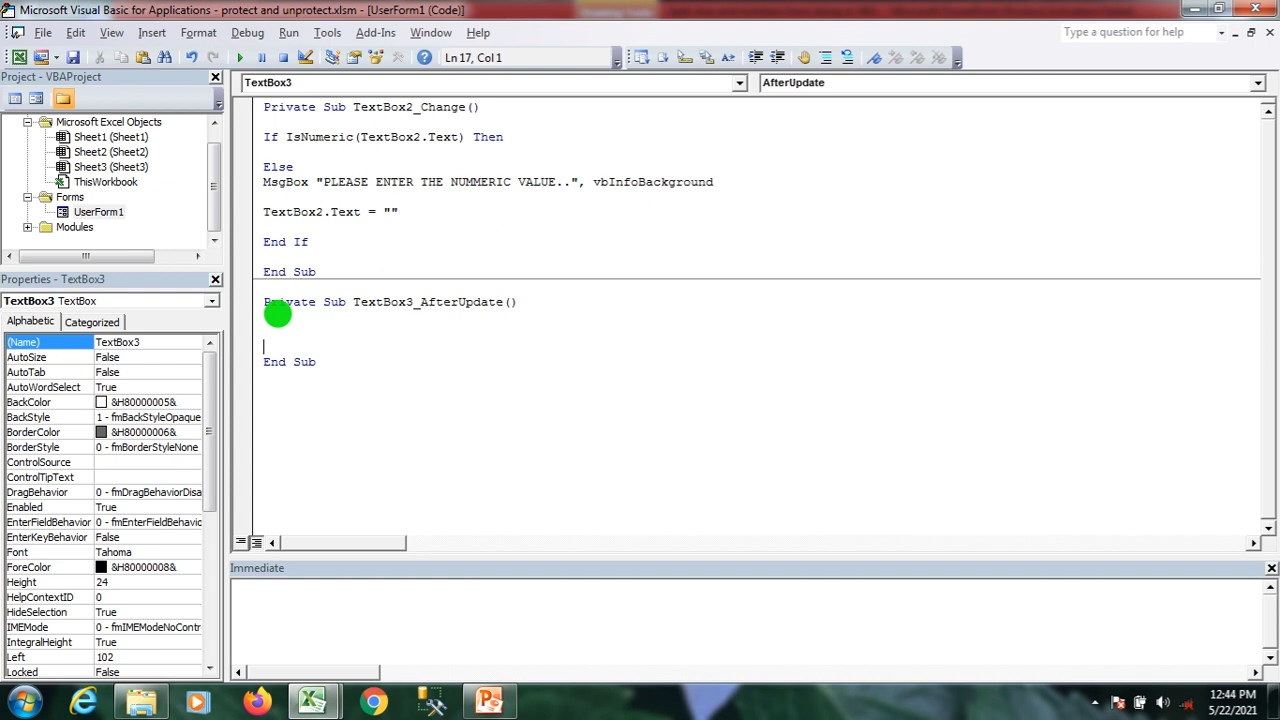 Microsoft Visual Basic for Applications - protect and unprotect.xlsm - [UserForm1 (Code)]
File Edit View Insert Format Debug Run Tools Add-Ins Window Help
Type a question for help
Ln 17, Col 1
Project - VBAProject
TextBox3
AfterUpdate
Microsoft Excel Objects
Sheet1 (Sheet1)
Sheet2 (Sheet2)
Sheet3 (Sheet3)
ThisWorkbook
Forms
UserForm1
Modules
Private Sub TextBox2_Change()
If IsNumeric(TextBox2.Text) Then
Else
MsgBox "PLEASE ENTER THE NUMMERIC VALUE..", vbInfoBackground
TextBox2.Text = ""
End If
End Sub
Private Sub TextBox3_AfterUpdate()
End Sub
Properties - TextBox3
TextBox3 TextBox
Alphabetic Categorized
(Name) TextBox3
AutoSize False
AutoTab False
AutoWordSelect True
BackColor &H80000005&
BackStyle 1 - fmBackStyleOpaque
BorderColor &H80000006&
BorderStyle 0 - fmBorderStyleNone
ControlSource
ControlTipText
DragBehavior 0 - fmDragBehaviorDisa
Enabled True
EnterFieldBehavior 0 - fmEnterFieldBehavic
EnterKeyBehavior False
Font Tahoma
ForeColor &H80000008&
Height 24
HelpContextID 0
HideSelection True
IMEMode 0 - fmIMEModeNoContr
IntegralHeight True
Left 102
Locked False
Immediate
12:44 PM
5/22/2021